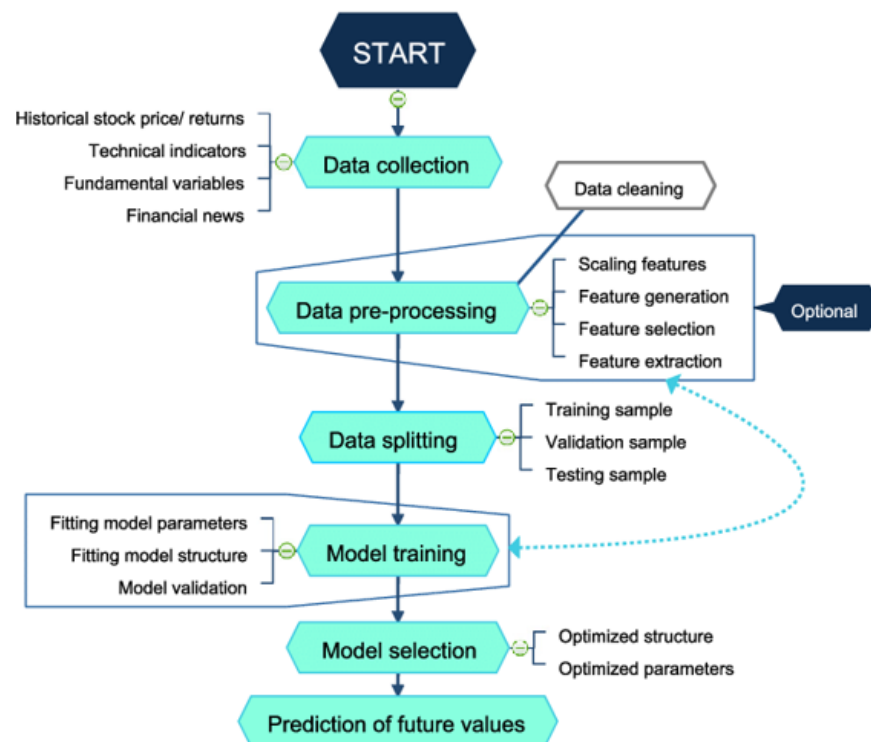 START
Historical stock price/ returns
Technical indicators
Fundamental variables
Financial news
Data collection
Data cleaning
Data pre-processing
Scaling features
Feature generation
Feature selection
Feature extraction
Optional
Data splitting
Training sample
Validation sample
Testing sample
Fitting model parameters
Fitting model structure
Model validation
Model training
Model selection
Optimized structure
Optimized parameters
Prediction of future values